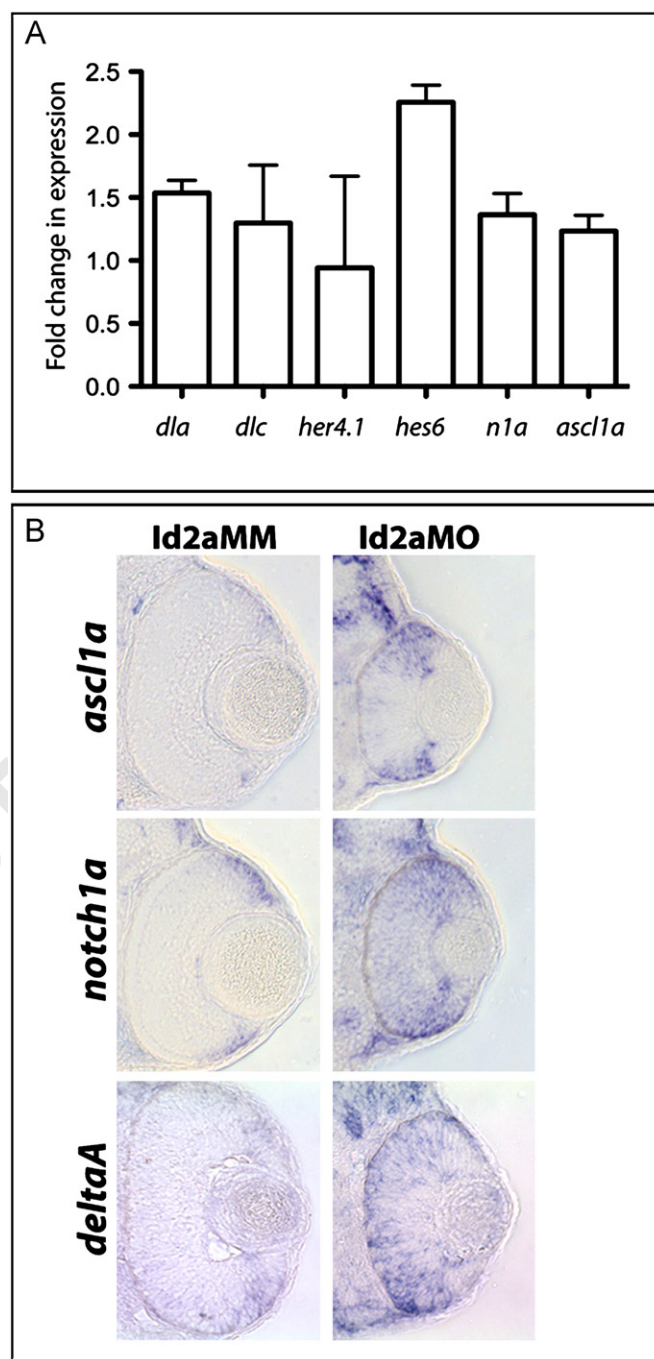 A
Fold change in expression
2.5
2.0
1.5
1.0
0.5
0.0
dla dlc her4.1 hes6 n1a ascl1a
B
Id2aMM Id2aMO
ascl1a
notch1a
deltaA